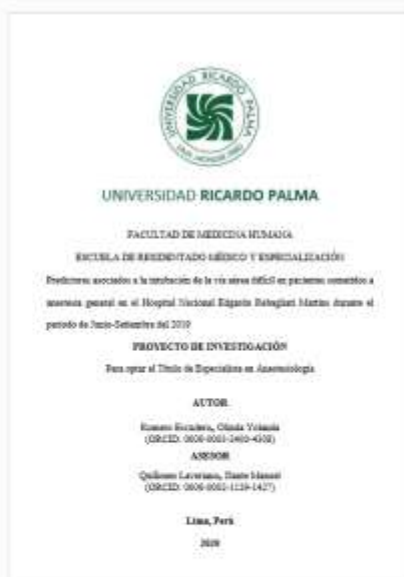 UNIVERSIDAD RICARDO PALMA
UNIVERSIDAD RICARDO PALMA
FACULTAD DE MEDICINA HUMANA
ESCUELA DE RESIDENTADO MÉDICO Y ESPECIALIZACIÓN
Predictores asociados a la intubación de la vía aérea difícil en pacientes sometidos a
anestesia general en el Hospital Nacional Edgardo Rebagliati Martins durante el
periodo de Junio-Setiembre del 2019
PROYECTO DE INVESTIGACIÓN
Para optar el Título de Especialista en Anestesiología
AUTOR
Romero Escudero, Yolanda
(ORCID:
ASESOR
Quiñones Laveriano, Dante Manuel
(ORCID:
Lima, Perú